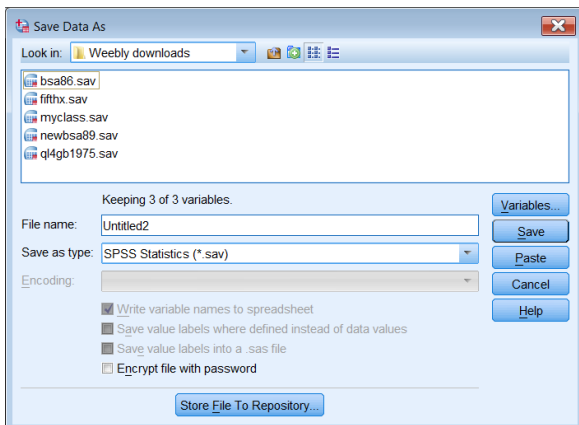 Save Data As
Look in: Weebly downloads
bsa86.sav
fifthx.sav
myclass.sav
newbsa89.sav
ql4gb1975.sav
Keeping 3 of 3 variables.
Variables...
File name: Untitled2
Save
Save as type: SPSS Statistics (*.sav)
Paste
Encoding:
Cancel
Write variable names to spreadsheet
Help
Save value labels where defined instead of data values
Save value labels into a .sas file
Encrypt file with password
Store File To Repository...